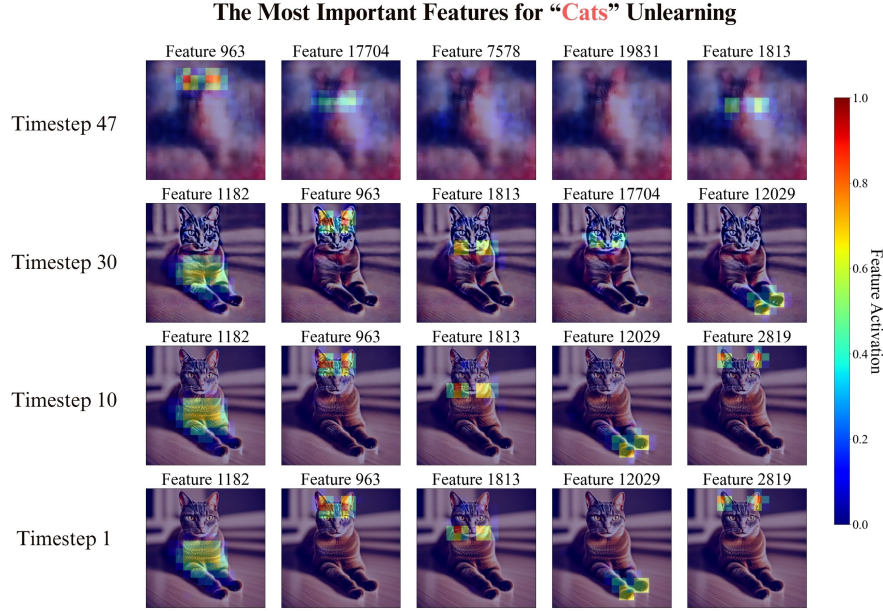 The Most Important Features for “Cats” Unlearning
Feature 963 Feature 17704 Feature 7578 Feature 19831 Feature 1813
Timestep 47
Feature 1182 Feature 963 Feature 1813 Feature 17704 Feature 12029
Timestep 30
Feature 1182 Feature 963 Feature 1813 Feature 12029 Feature 2819
Timestep 10
Feature 1182 Feature 963 Feature 1813 Feature 12029 Feature 2819
Timestep 1
1.0
0.8
0.6
0.4
0.2
0.0
Feature Activation